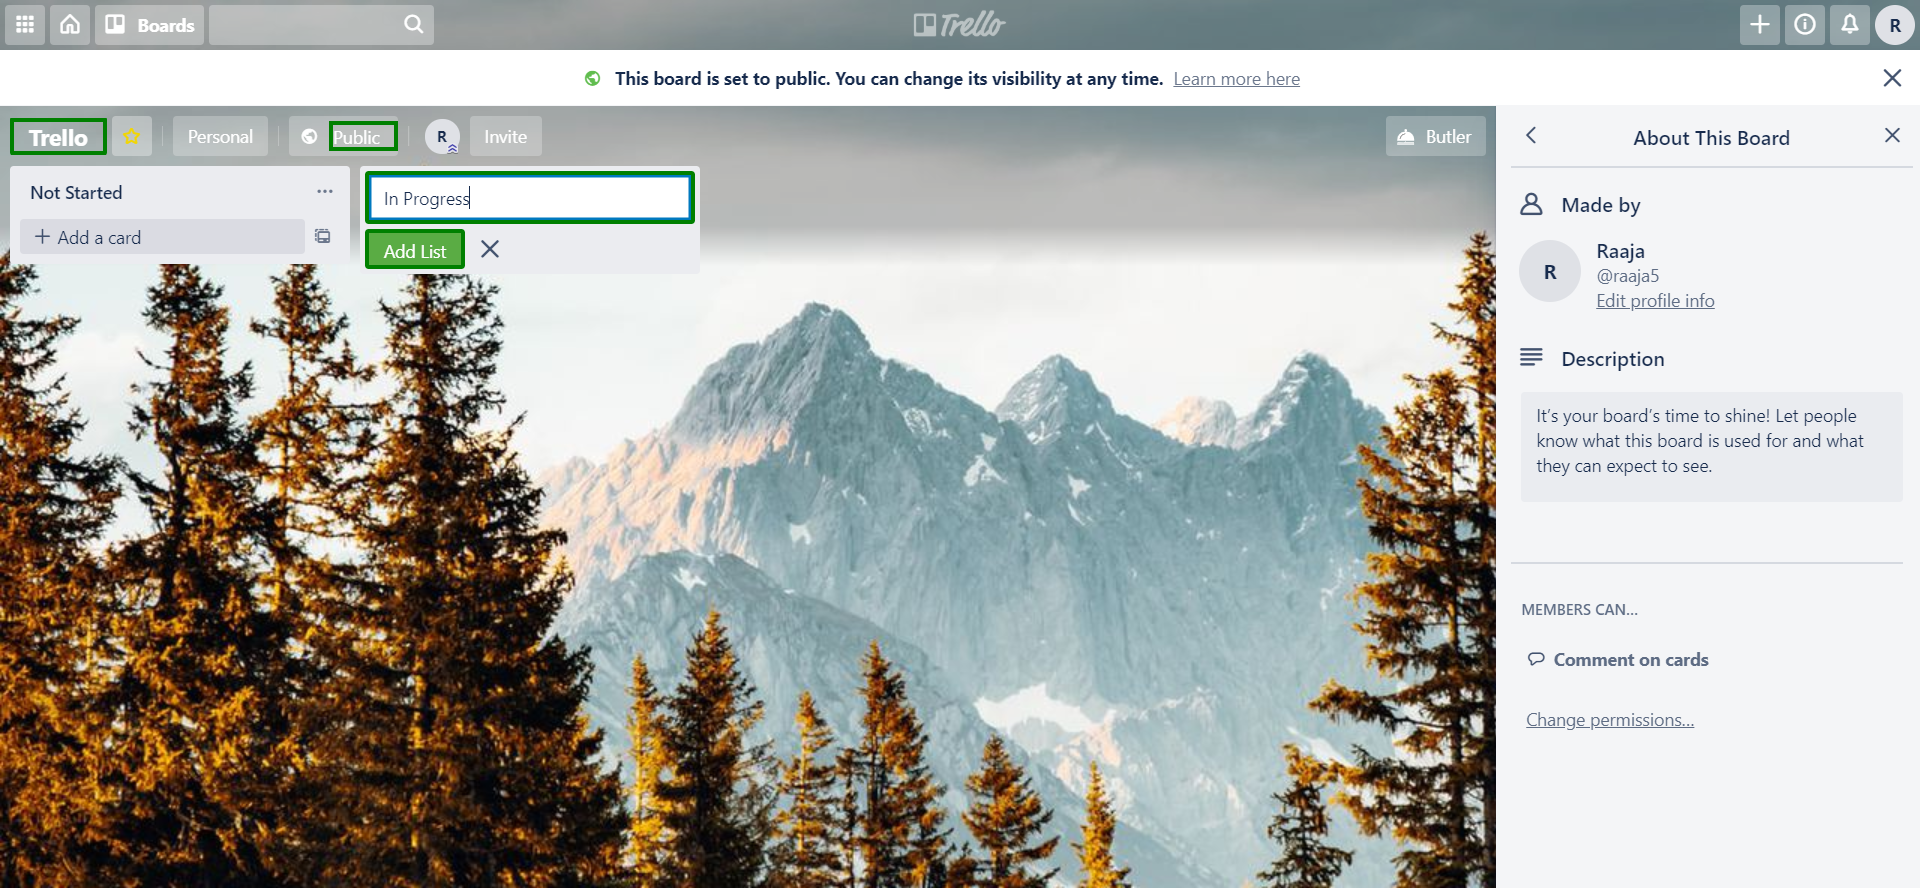 Boards
Trello
R
This board is set to public. You can change its visibility at any time. Learn more here
Trello
Personal
Public
R
Invite
Butler
Not Started
Add a card
In Progress
Add List
About This Board
Made by
R
Raaja
@raaja5
Edit profile info
Description
It’s your board’s time to shine! Let people
know what this board is used for and what
they can expect to see.
MEMBERS CAN…
Comment on cards
Change permissions…